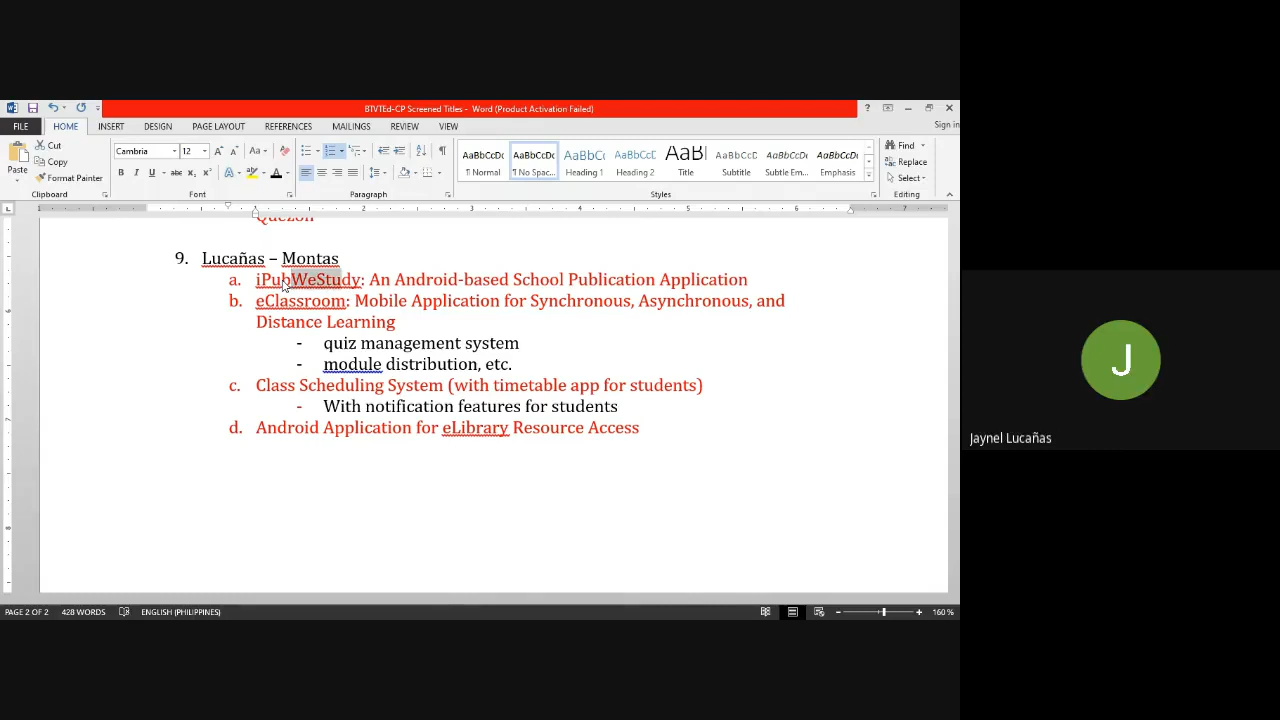 BTVTEd-CP Screened Titles - Word (Product Activation Failed)
FILE HOME INSERT DESIGN PAGE LAYOUT REFERENCES MAILINGS REVIEW VIEW Sign in
Paste
Cut
Copy
Format Painter
Clipboard
Cambria 12
Font
Paragraph
AaBbCcDc AaBbCcDc AaBbCc AaBbCcC AaBl AaBbCcC AaBbCcDc AaBbCcDc
¶ Normal ¶ No Spac... Heading 1 Heading 2 Title Subtitle Subtle Em... Emphasis
Styles
Find
Replace
Select
Editing
Quezon
9. Lucañas – Montas
a. iPubWeStudy: An Android-based School Publication Application
b. eClassroom: Mobile Application for Synchronous, Asynchronous, and
Distance Learning
- quiz management system
- module distribution, etc.
c. Class Scheduling System (with timetable app for students)
- With notification features for students
d. Android Application for eLibrary Resource Access
PAGE 2 OF 2 428 WORDS ENGLISH (PHILIPPINES) 160 %
J
Jaynel Lucañas